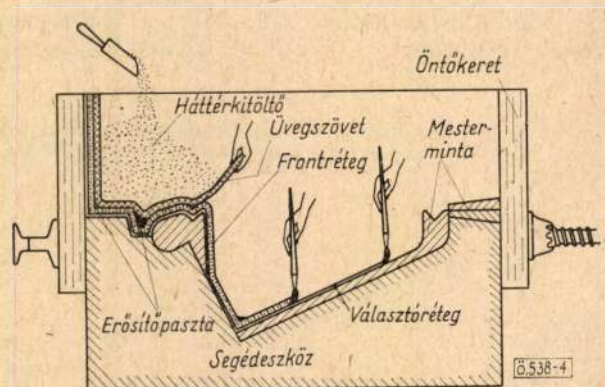 Öntőkeret
Háttérkitöltő
Üvegszövet
Mester-
minta
Frontréteg
Erősítőpaszta
Választóréteg
Segédeszköz
Ö.538-4